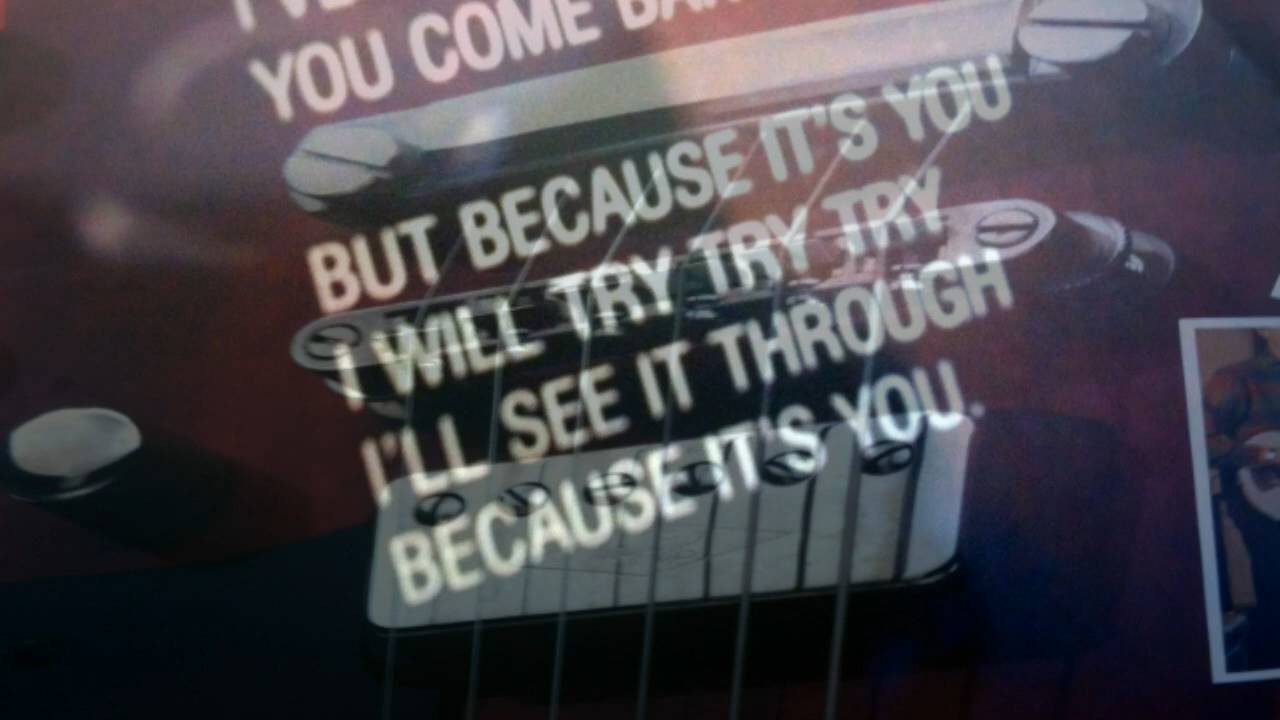 YOU COME
BUT BECAUSE IT'S YOU
I WILL TRY TRY TRY
I'LL SEE IT THROUGH
BECAUSE IT'S YOU.